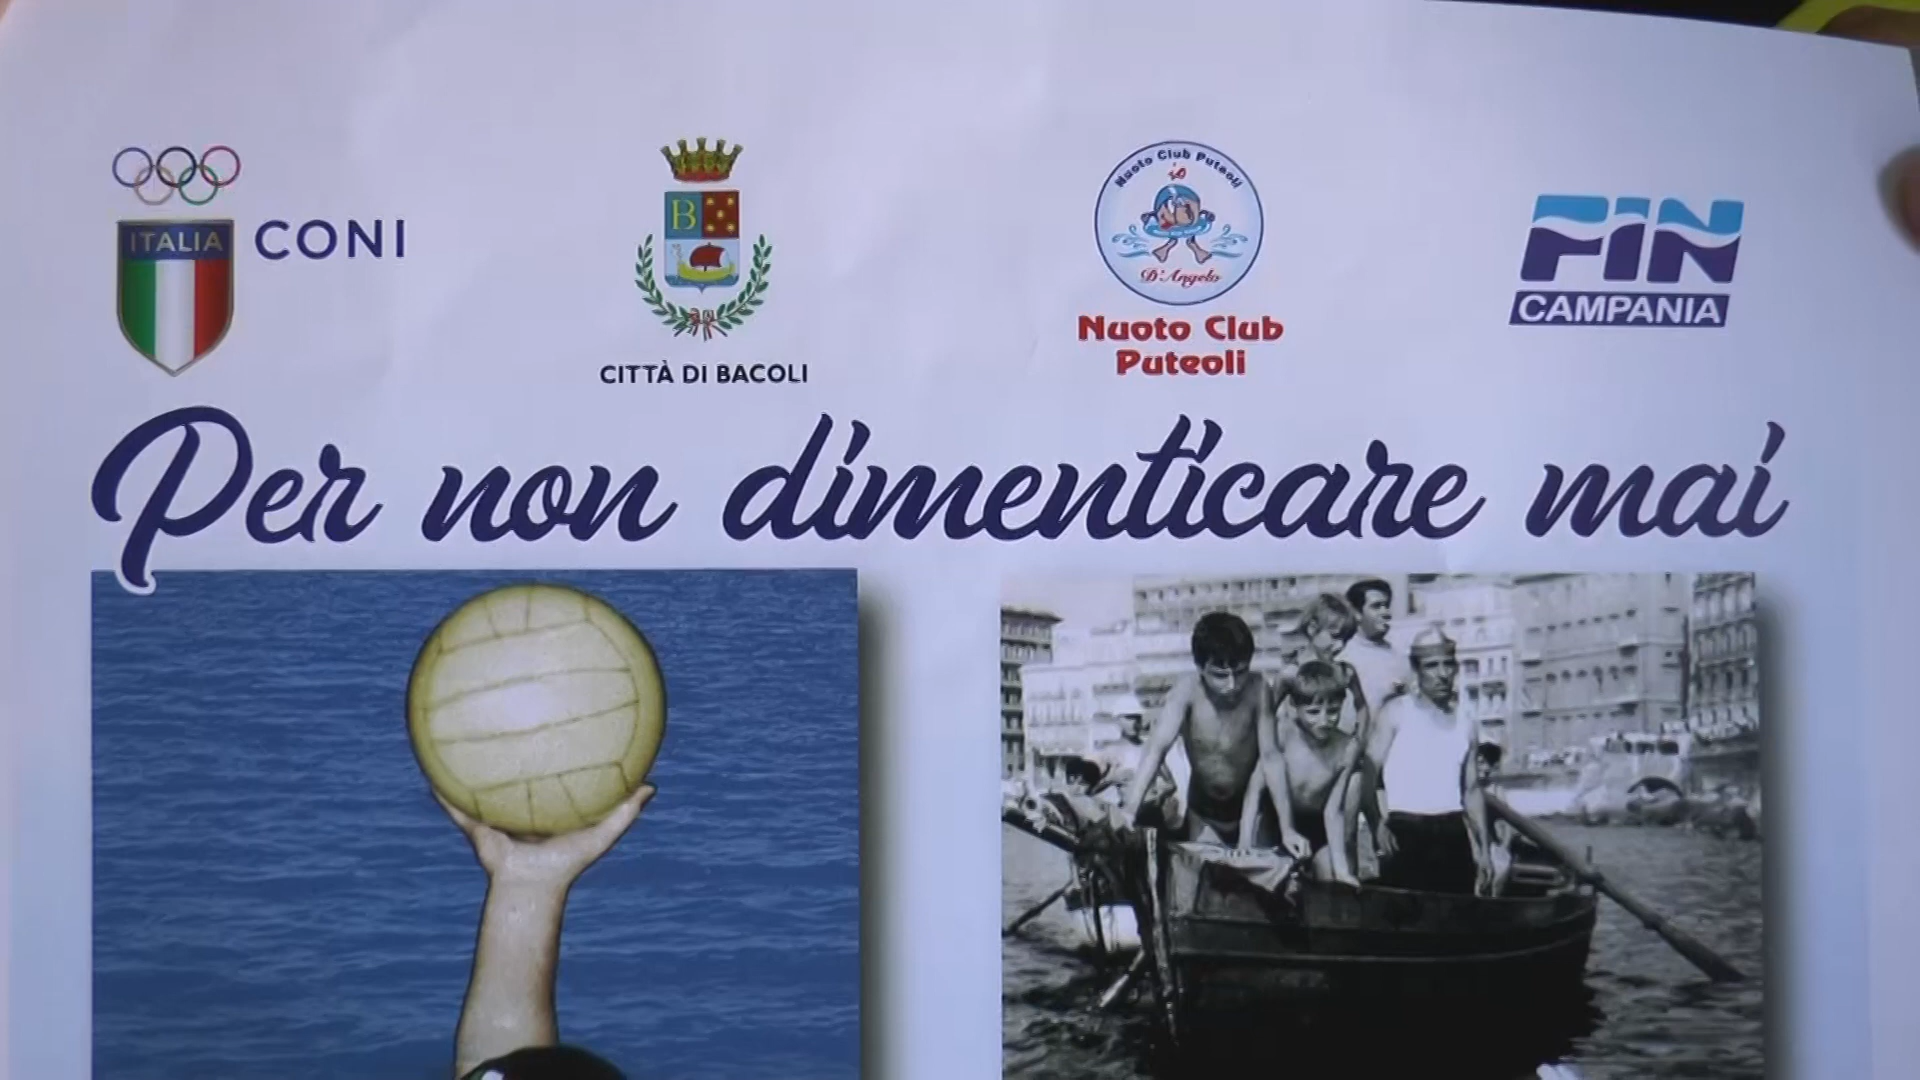 ITALIA
CONI
B
CITTÀ DI BACOLI
Nuoto Club Puteoli
D'Angelo
Nuoto Club
Puteoli
FIN
CAMPANIA
Per non dimenticare mai